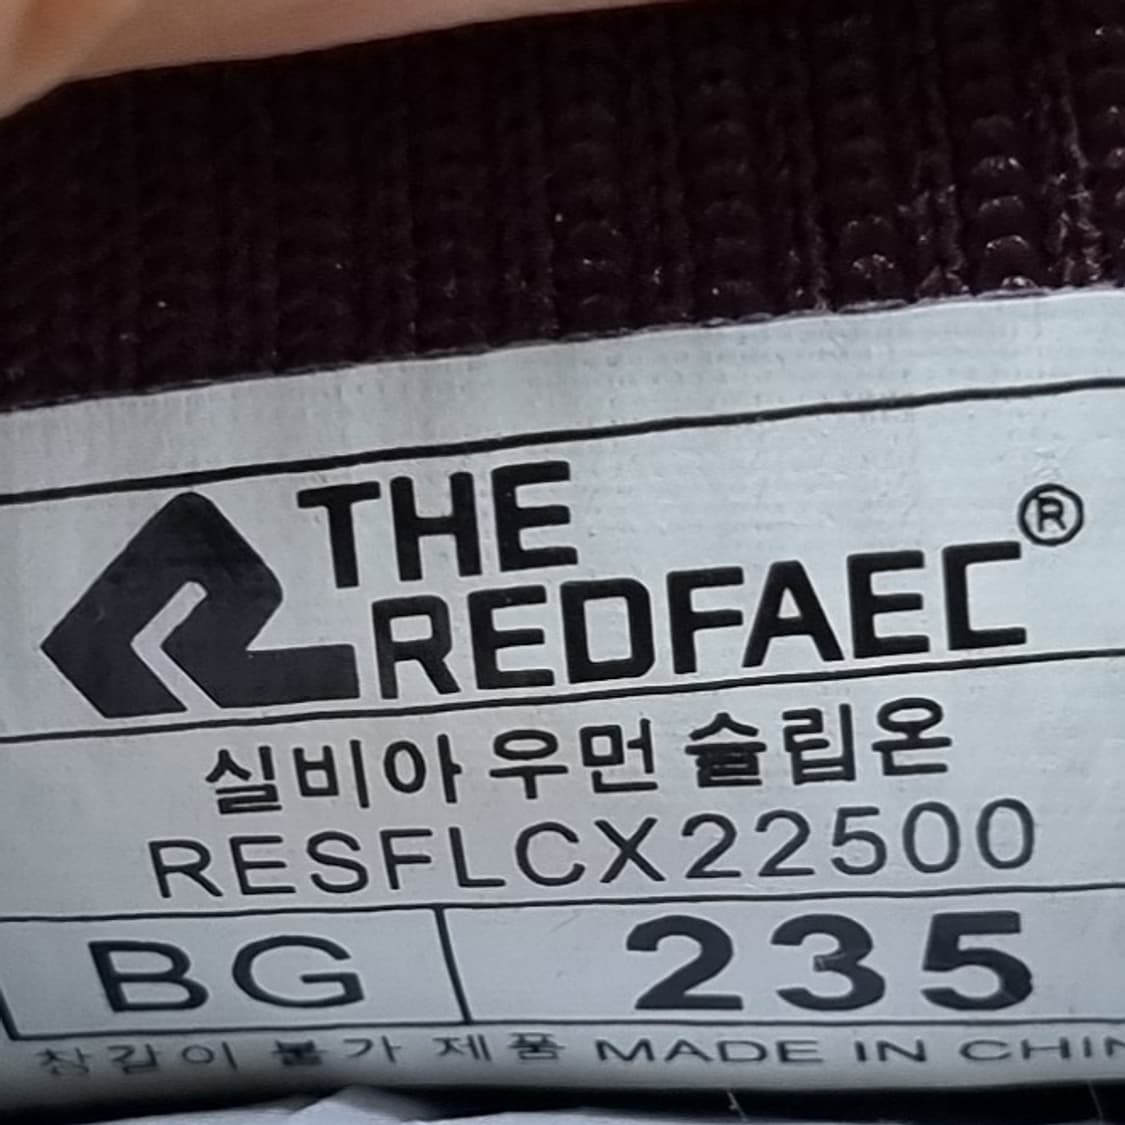 THE
REDFAEC®
실비아 우먼 슬립온
RESFLCX22500
BG 235
창갈이 불가 제품 MADE IN CHIN